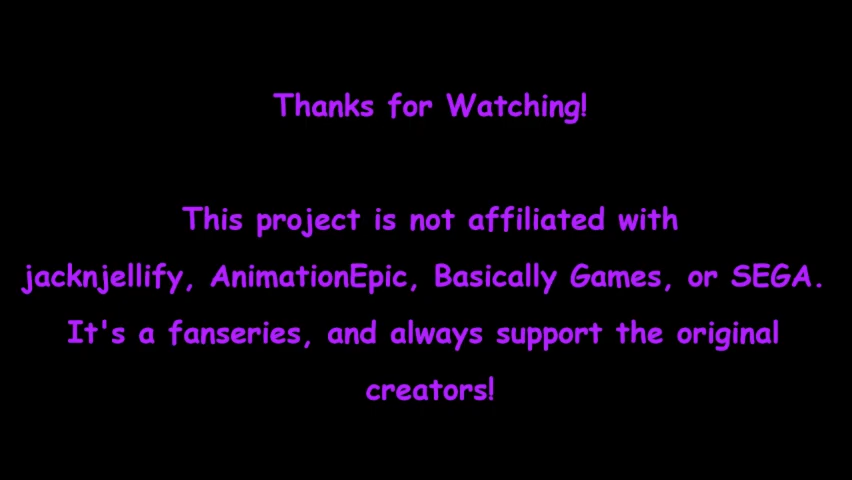 Thanks for Watching!
This project is not affiliated with
jacknjellify, AnimationEpic, Basically Games, or SEGA.
It's a fanseries, and always support the original
creators!